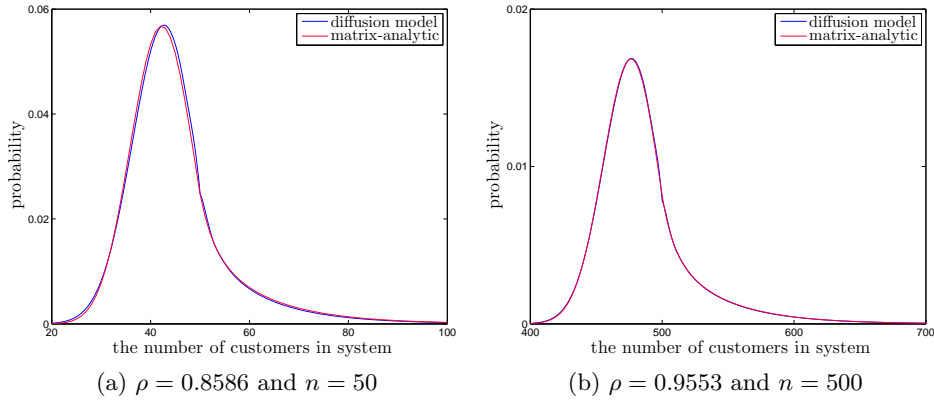 0.06
diffusion model
matrix-analytic
0.04
probability
0.02
0
20
40
60
80
100
the number of customers in system
(a) ρ = 0.8586 and n = 50
0.02
diffusion model
matrix-analytic
probability
0.01
0
400
500
600
700
the number of customers in system
(b) ρ = 0.9553 and n = 500